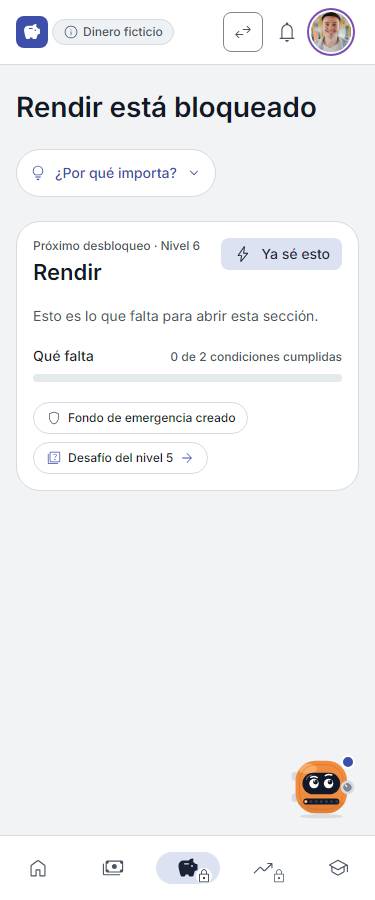 Dinero ficticio
Rendir está bloqueado
¿Por qué importa?
Próximo desbloqueo · Nivel 6
Ya sé esto
Rendir
Esto es lo que falta para abrir esta sección.
Qué falta
0 de 2 condiciones cumplidas
Fondo de emergencia creado
Desafío del nivel 5